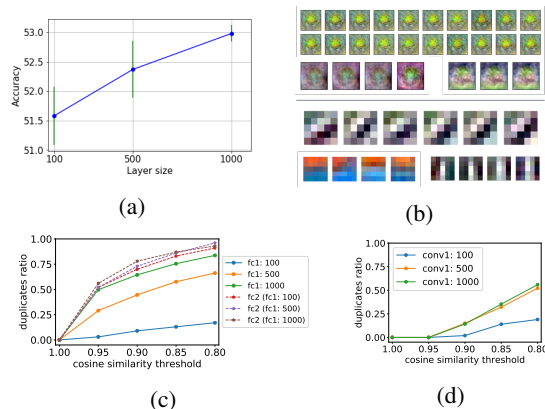 53.0
52.5
52.0
51.5
51.0
100
500
1000
Accuracy
Layer size
(a)
(b)
1.00
0.75
0.50
0.25
0.00
1.00 0.95 0.90 0.85 0.80
duplicates ratio
cosine similarity threshold
fc1: 100
fc1: 500
fc1: 1000
fc2 (fc1: 100)
fc2 (fc1: 500)
fc2 (fc1: 1000)
(c)
1.00
0.75
0.50
0.25
0.00
1.00 0.95 0.90 0.85 0.80
duplicates ratio
cosine similarity threshold
conv1: 100
conv1: 500
conv1: 1000
(d)